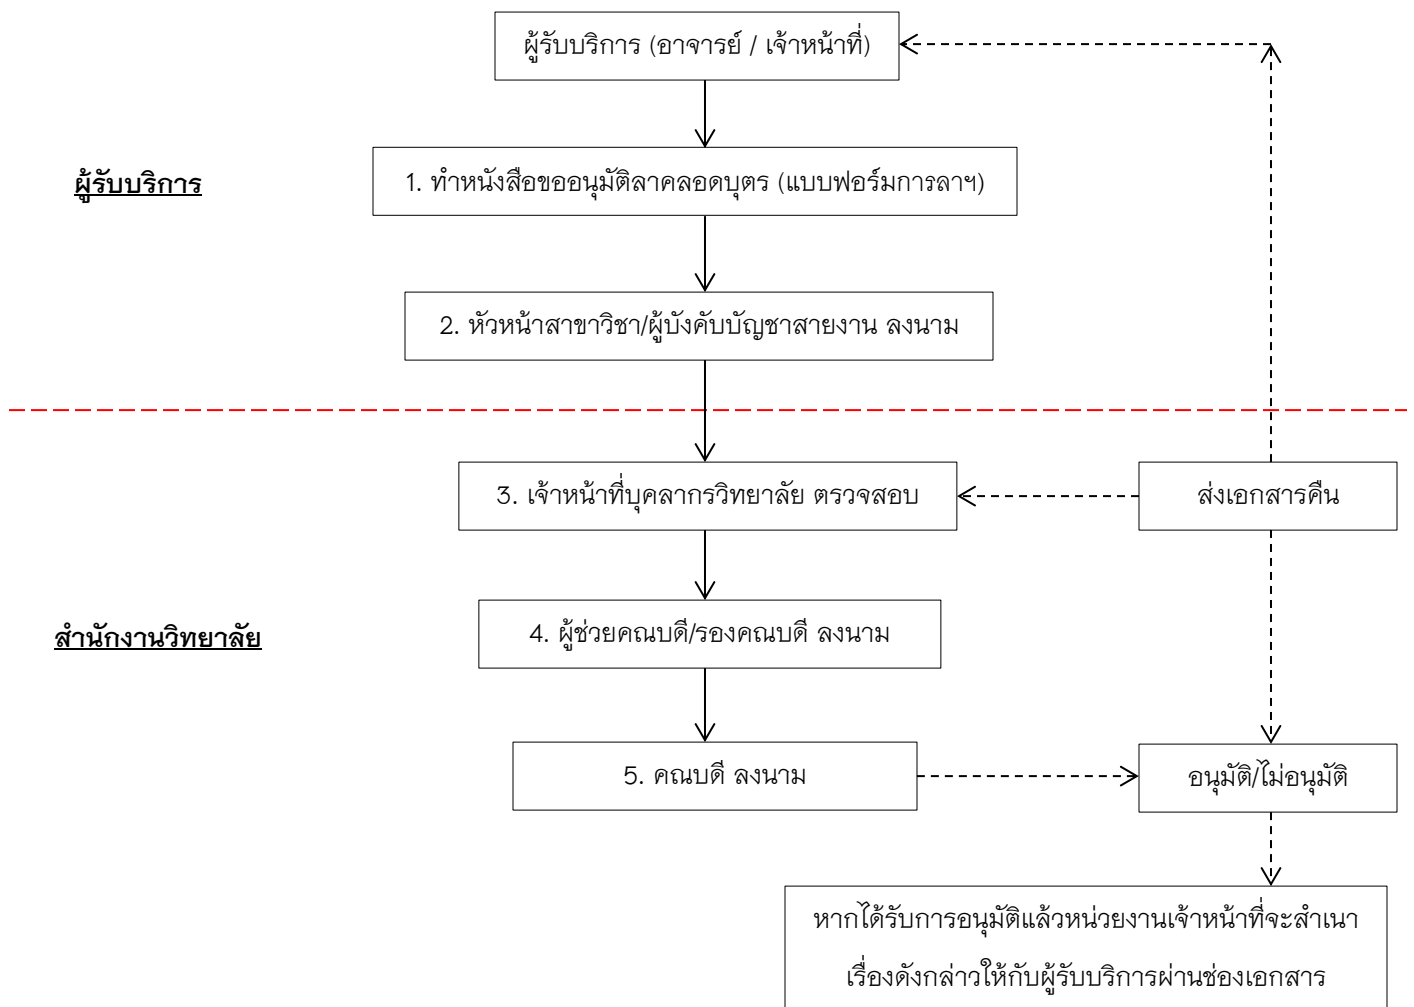 ผู้รับบริการ (อาจารย์ / เจ้าหน้าที่)
ผู้รับบริการ
1. ทำหนังสือขออนุมัติลาคลอดบุตร (แบบฟอร์มการลาฯ)
2. หัวหน้าสาขาวิชา/ผู้บังคับบัญชาสายงาน ลงนาม
3. เจ้าหน้าที่บุคลากรวิทยาลัย ตรวจสอบ
ส่งเอกสารคืน
สำนักงานวิทยาลัย
4. ผู้ช่วยคณบดี/รองคณบดี ลงนาม
5. คณบดี ลงนาม
อนุมัติ/ไม่อนุมัติ
หากได้รับการอนุมัติแล้วหน่วยงานเจ้าหน้าที่จะสำเนา
เรื่องดังกล่าวให้กับผู้รับบริการผ่านช่องเอกสาร